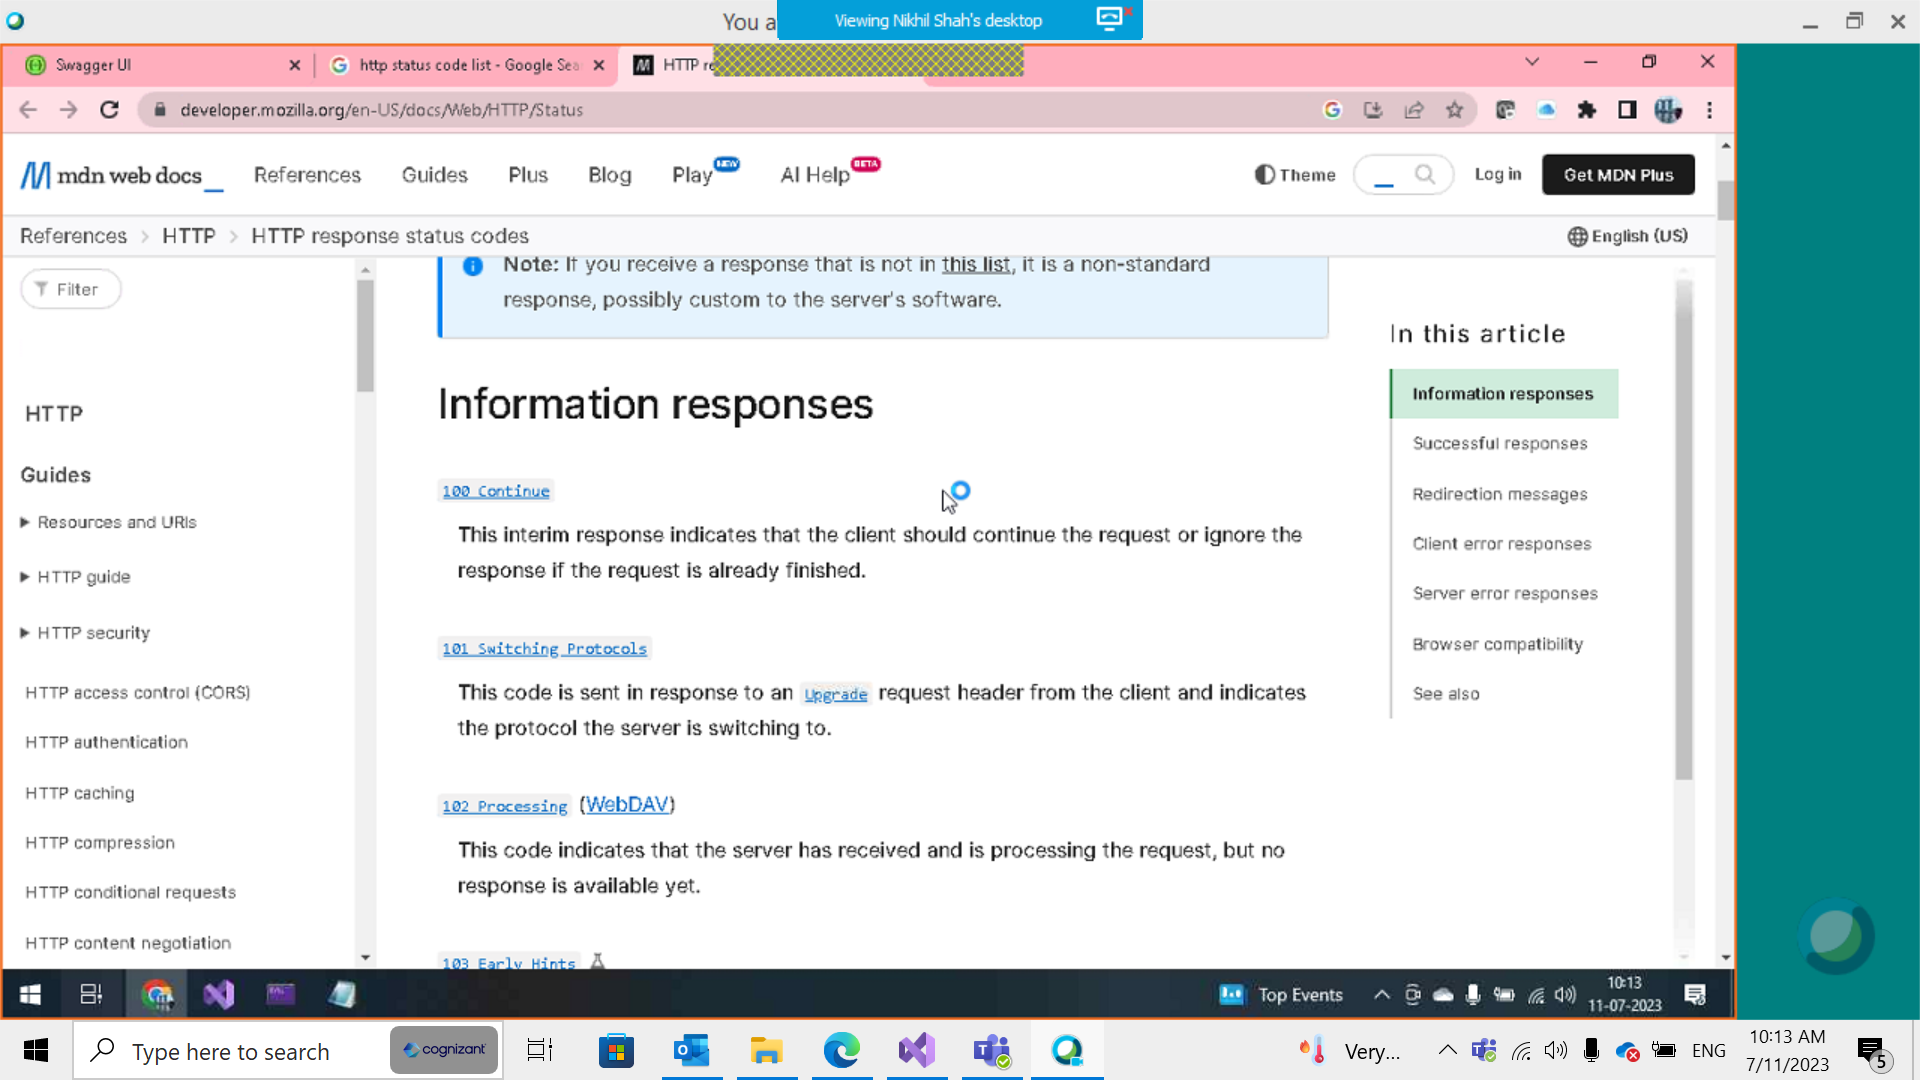 You a
Viewing Nikhil Shah's desktop
Swagger UI
http status code list - Google Sea
HTTP re
developer.mozilla.org/en-US/docs/Web/HTTP/Status
mdn web docs_
References
Guides
Plus
Blog
Play
NEW
AI Help
BETA
Theme
Log in
Get MDN Plus
References > HTTP > HTTP response status codes
English (US)
Filter
HTTP
Guides
Resources and URIs
HTTP guide
HTTP security
HTTP access control (CORS)
HTTP authentication
HTTP caching
HTTP compression
HTTP conditional requests
HTTP content negotiation
Note: If you receive a response that is not in this list, it is a non-standard
response, possibly custom to the server's software.
Information responses
100 Continue
This interim response indicates that the client should continue the request or ignore the
response if the request is already finished.
101 Switching Protocols
This code is sent in response to an Upgrade request header from the client and indicates
the protocol the server is switching to.
102 Processing (WebDAV)
This code indicates that the server has received and is processing the request, but no
response is available yet.
103 Early Hints
In this article
Information responses
Successful responses
Redirection messages
Client error responses
Server error responses
Browser compatibility
See also
Top Events
10:13
11-07-2023
Type here to search
cognizant
Very...
ENG
10:13 AM
7/11/2023
5